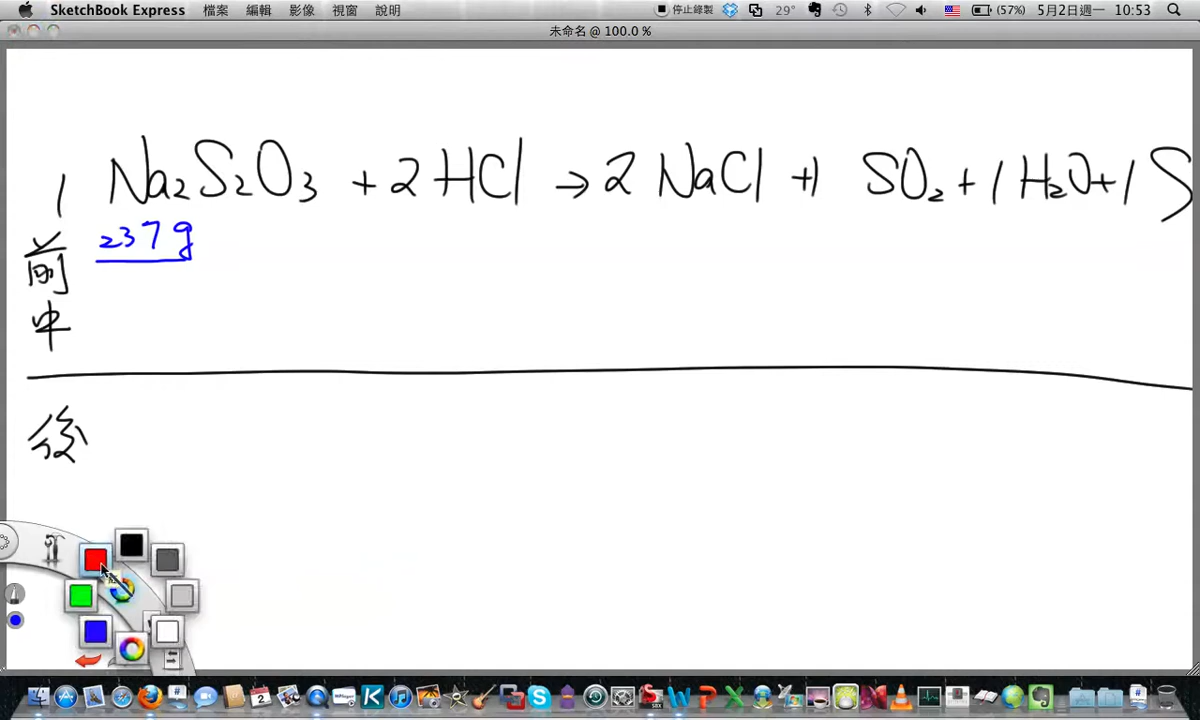 SketchBook Express 檔案 編輯 影像 視窗 說明 停止錄製 29° (57%) 5月2日週一 10:53
未命名 @ 100.0 %
1 Na₂S₂O₃ + 2 HCl → 2 NaCl + 1 SO₂ + 1 H₂O + 1 S
前 237 g
中
後